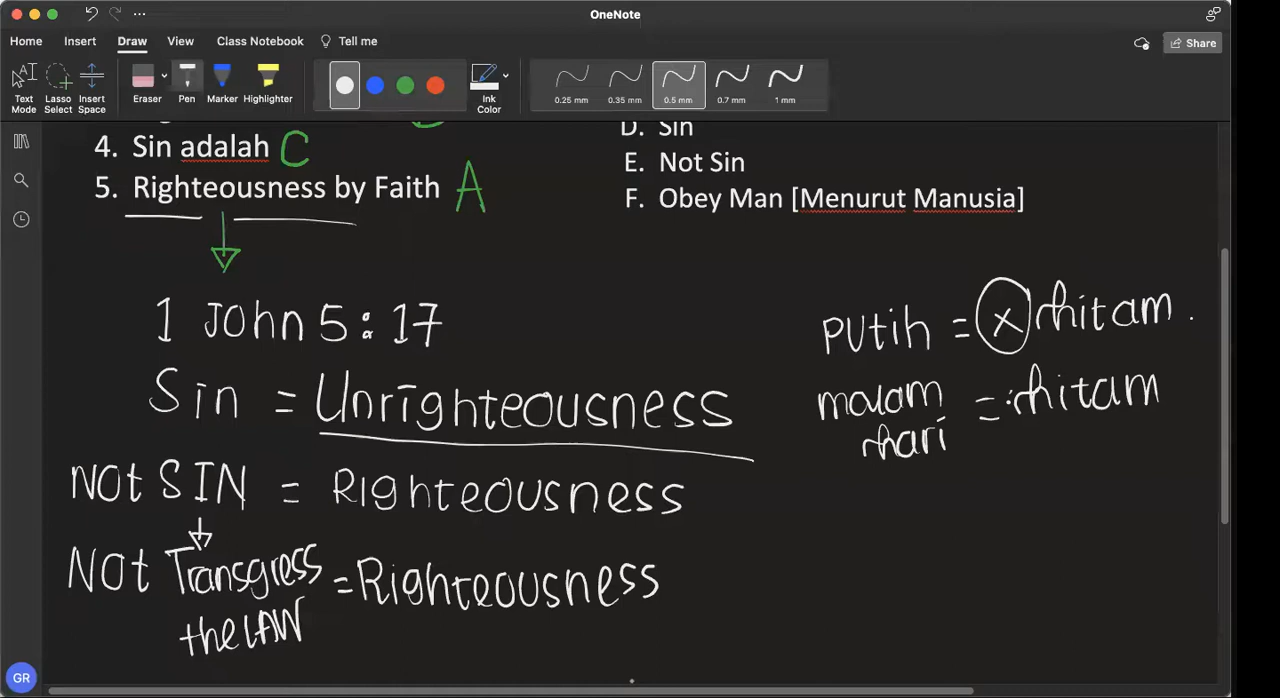 OneNote
Home Insert Draw View Class Notebook Tell me
Share
Text Mode
Lasso Select
Insert Space
Eraser
Pen
Marker
Highlighter
Ink Color
0.25 mm 0.35 mm 0.5 mm 0.7 mm 1 mm
4. Sin adalah C
5. Righteousness by Faith A
D. Sin
E. Not Sin
F. Obey Man [Menurut Manusia]
1 John 5:17
Sin = Unrighteousness
NOT SIN = Righteousness
NOT Transgress the LAW = Righteousness
PUtih = x hitam.
malam hari = hitam
GR